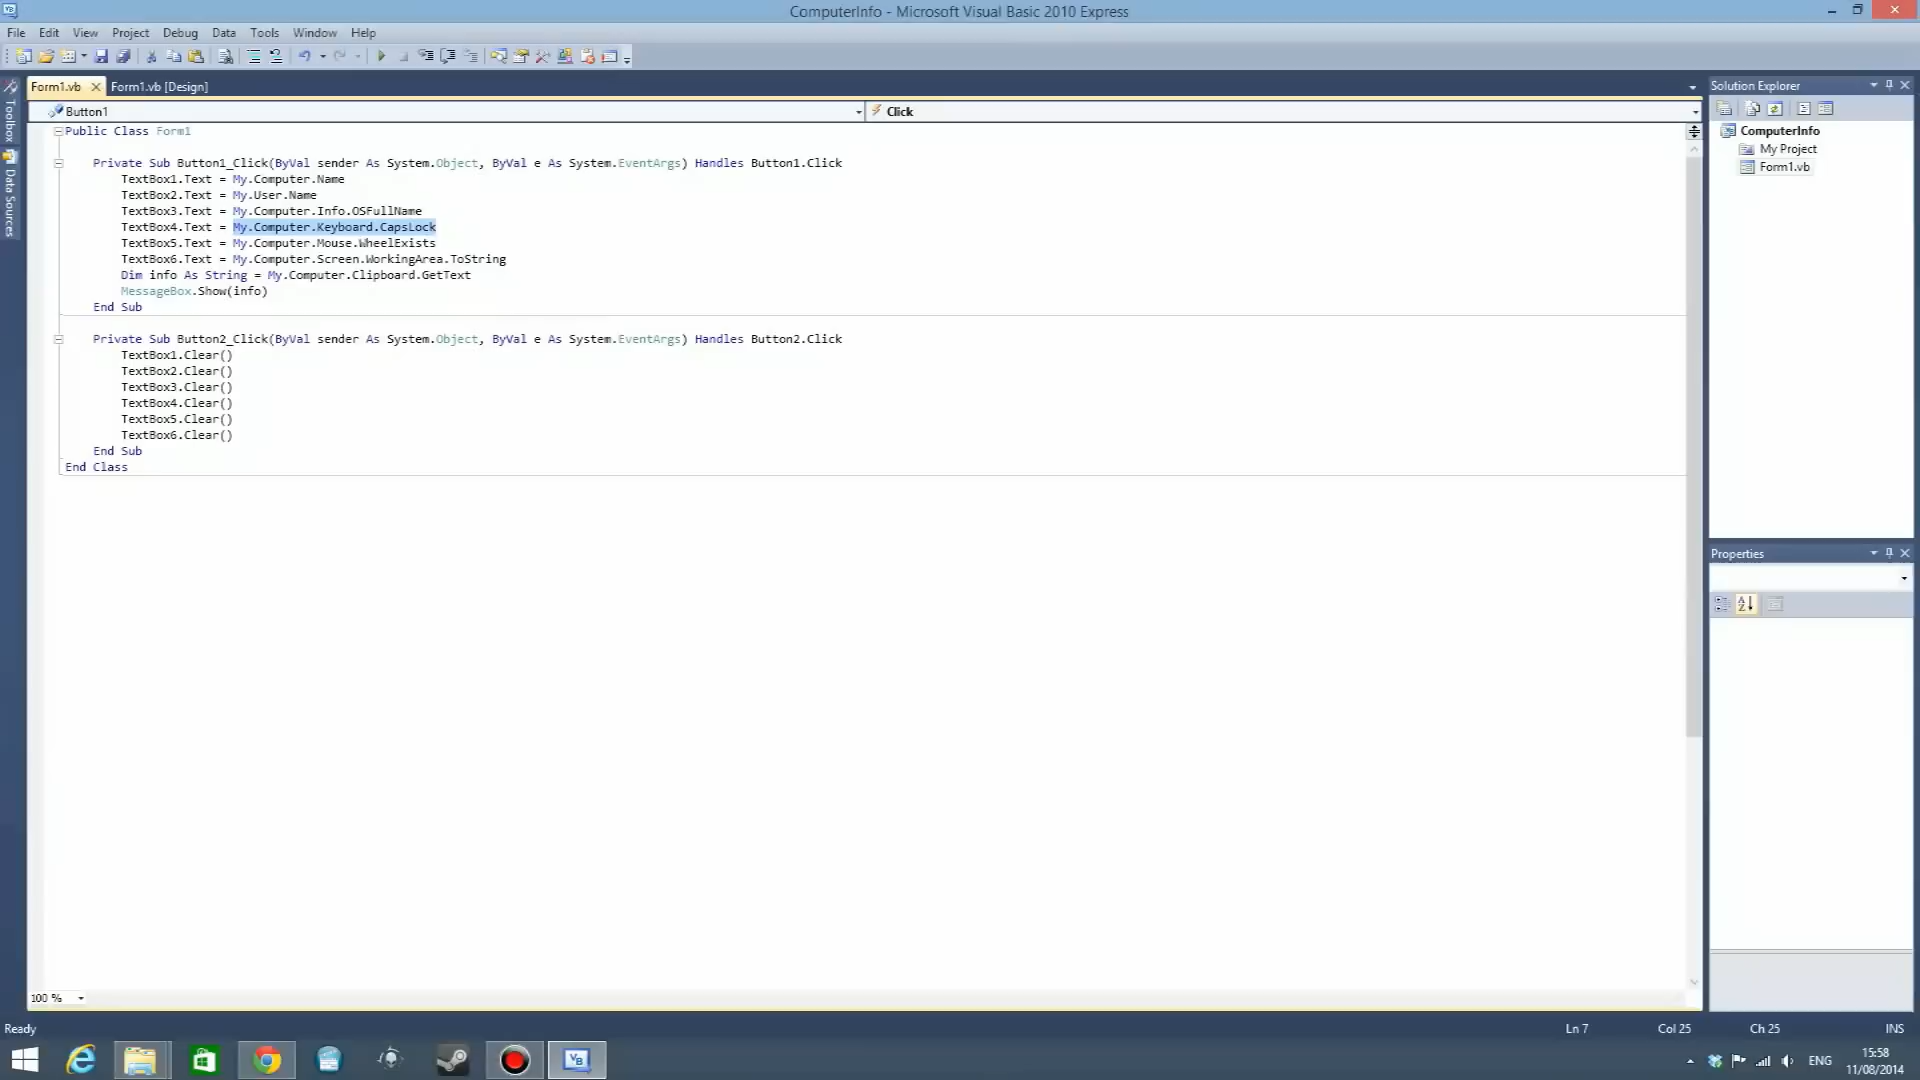 ComputerInfo - Microsoft Visual Basic 2010 Express
File Edit View Project Debug Data Tools Window Help
Form1.vb Form1.vb [Design]
Button1 Click
Toolbox
Data Sources
Public Class Form1
Private Sub Button1_Click(ByVal sender As System.Object, ByVal e As System.EventArgs) Handles Button1.Click
TextBox1.Text = My.Computer.Name
TextBox2.Text = My.User.Name
TextBox3.Text = My.Computer.Info.OSFullName
TextBox4.Text = My.Computer.Keyboard.CapsLock
TextBox5.Text = My.Computer.Mouse.WheelExists
TextBox6.Text = My.Computer.Screen.WorkingArea.ToString
Dim info As String = My.Computer.Clipboard.GetText
MessageBox.Show(info)
End Sub
Private Sub Button2_Click(ByVal sender As System.Object, ByVal e As System.EventArgs) Handles Button2.Click
TextBox1.Clear()
TextBox2.Clear()
TextBox3.Clear()
TextBox4.Clear()
TextBox5.Clear()
TextBox6.Clear()
End Sub
End Class
100 %
Solution Explorer
ComputerInfo
My Project
Form1.vb
Properties
Ready Ln 7 Col 25 Ch 25 INS
ENG
15:58
11/08/2014